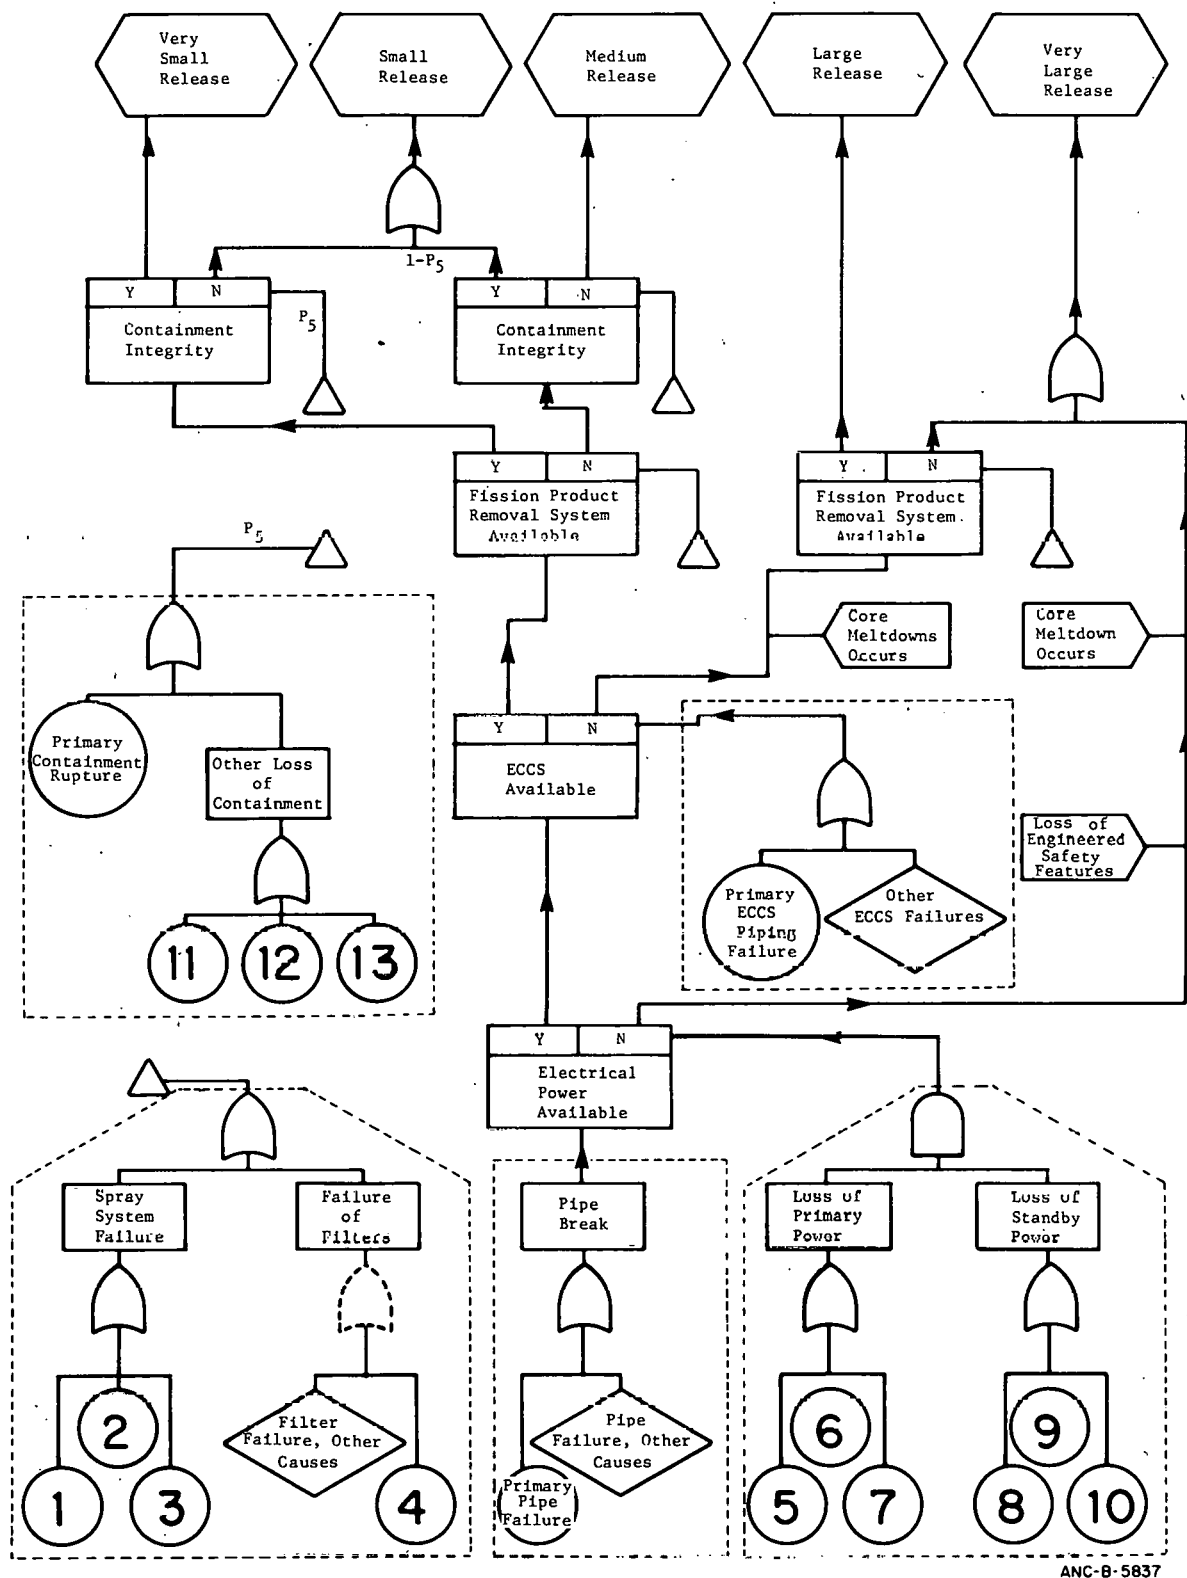 Very
Small
Release
Small
Release
Medium
Release
Large
Release
Very
Large
Release
1-P5
Y
N
Containment
Integrity
P5
Y
N
Containment
Integrity
Y
N
Fission Product
Removal System
Available
Y
N
Fission Product
Removal System.
Available
P5
Core
Meltdowns
Occurs
Core
Meltdown
Occurs
Primary
Containment
Rupture
Other Loss
of
Containment
Y
N
ECCS
Available
Loss of
Engineered
Safety
Features
Primary
ECCS
Piping
Failure
Other
ECCS Failures
11
12
13
Y
N
Electrical
Power
Available
Spray
System
Failure
Failure
of
Filters
Pipe
Break
Loss of
Primary
Power
Loss of
Standby
Power
1
2
3
Filter
Failure, Other
Causes
4
Primary
Pipe
Failure
Pipe
Failure, Other
Causes
5
6
7
8
9
10
ANC-B-5837